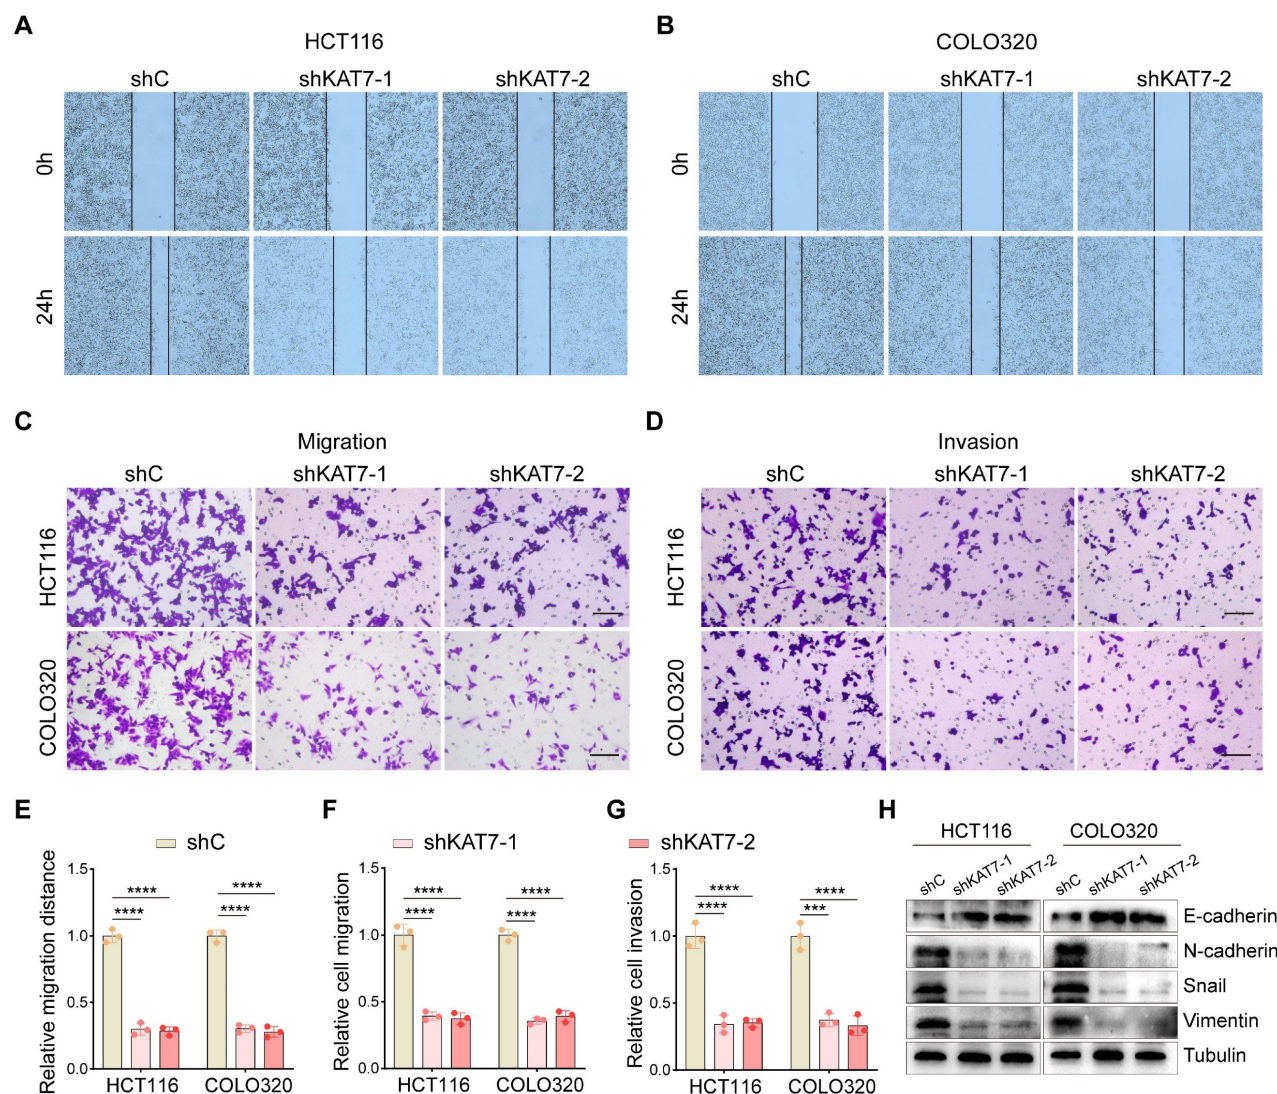 A
HCT116
shC shKAT7-1 shKAT7-2
0h
24h
B
COLO320
shC shKAT7-1 shKAT7-2
0h
24h
C
Migration
shC shKAT7-1 shKAT7-2
HCT116
COLO320
D
Invasion
shC shKAT7-1 shKAT7-2
HCT116
COLO320
shC shKAT7-1 shKAT7-2
E
Relative migration distance
1.5
1.0
0.5
0.0
**** ****
**** ****
HCT116 COLO320
F
Relative cell migration
1.5
1.0
0.5
0.0
**** ****
**** ****
HCT116 COLO320
G
Relative cell invasion
1.5
1.0
0.5
0.0
**** ****
**** ***
HCT116 COLO320
H
HCT116 COLO320
shC shKAT7-1 shKAT7-2 shC shKAT7-1 shKAT7-2
E-cadherin
N-cadherin
Snail
Vimentin
Tubulin